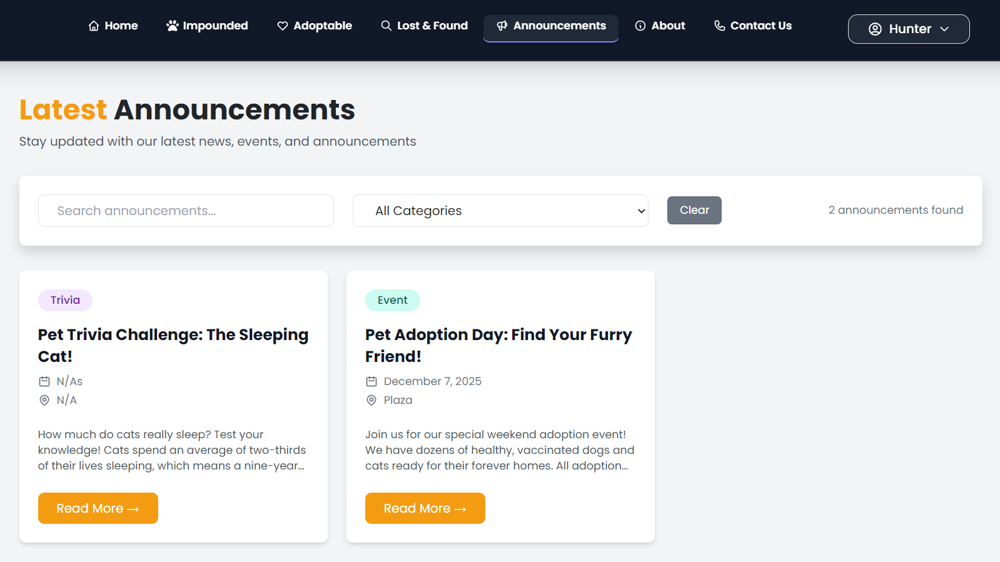 Home Impounded Adoptable Lost & Found Announcements About Contact Us Hunter
Latest Announcements
Stay updated with our latest news, events, and announcements
Search announcements... All Categories Clear 2 announcements found
Trivia
Pet Trivia Challenge: The Sleeping
Cat!
N/As
N/A
How much do cats really sleep? Test your
knowledge! Cats spend an average of two-thirds
of their lives sleeping, which means a nine-year...
Read More →
Event
Pet Adoption Day: Find Your Furry
Friend!
December 7, 2025
Plaza
Join us for our special weekend adoption event!
We have dozens of healthy, vaccinated dogs and
cats ready for their forever homes. All adoption...
Read More →